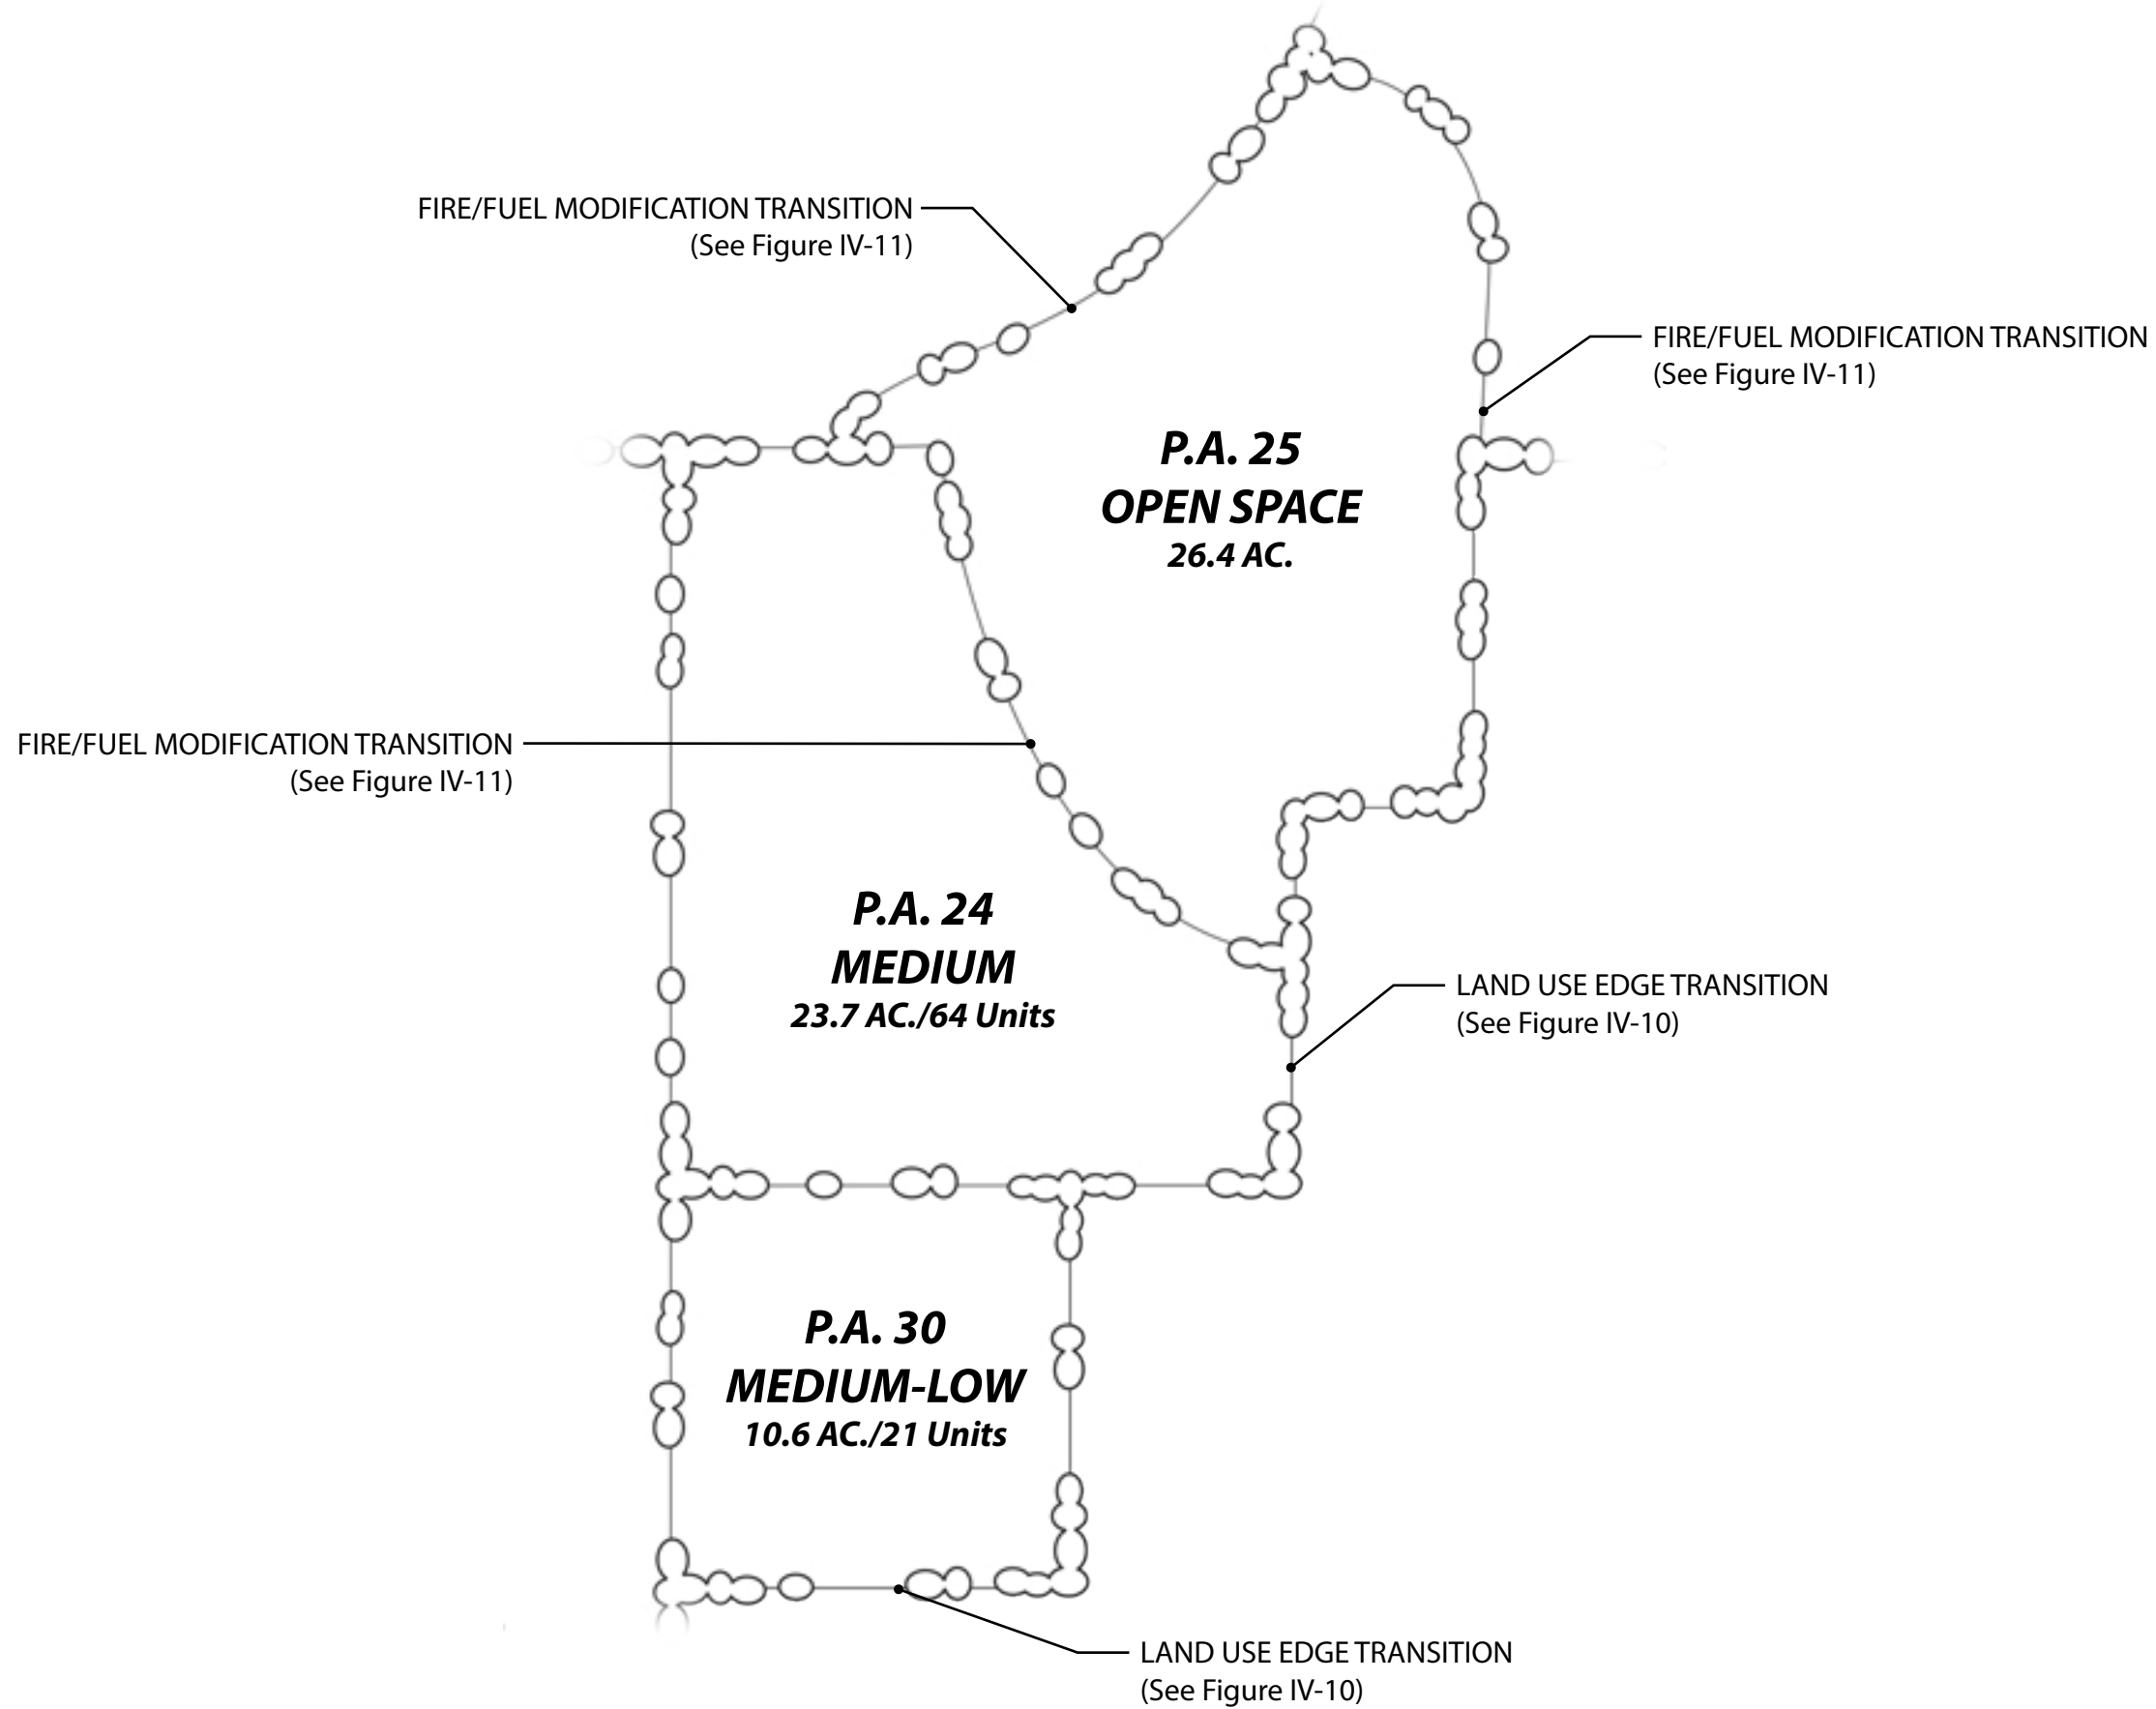 FIRE/FUEL MODIFICATION TRANSITION
(See Figure IV-11)
FIRE/FUEL MODIFICATION TRANSITION
(See Figure IV-11)
P.A. 25
OPEN SPACE
26.4 AC.
FIRE/FUEL MODIFICATION TRANSITION
(See Figure IV-11)
P.A. 24
MEDIUM
23.7 AC./64 Units
LAND USE EDGE TRANSITION
(See Figure IV-10)
P.A. 30
MEDIUM-LOW
10.6 AC./21 Units
LAND USE EDGE TRANSITION
(See Figure IV-10)